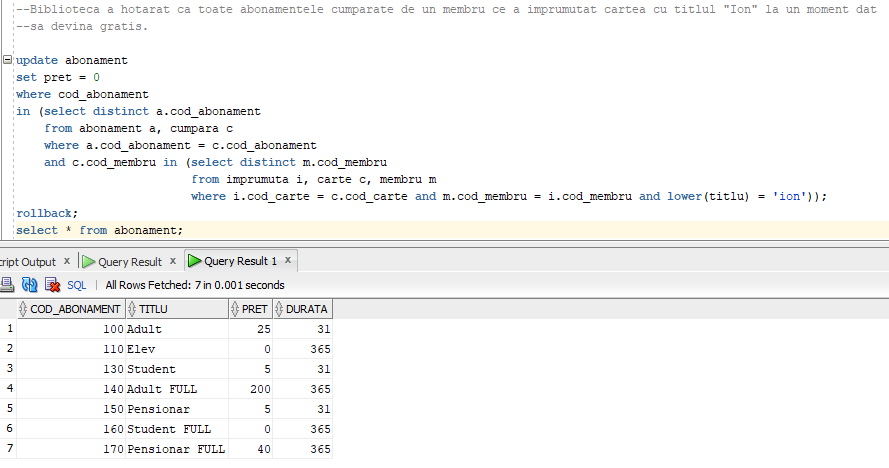 --Biblioteca a hotarat ca toate abonamentele cumparate de un membru ce a imprumutat cartea cu titlul "Ion" la un moment dat
--sa devina gratis.
update abonament
set pret = 0
where cod_abonament
in (select distinct a.cod_abonament
from abonament a, cumpara c
where a.cod_abonament = c.cod_abonament
and c.cod_membru in (select distinct m.cod_membru
from imprumuta i, carte c, membru m
where i.cod_carte = c.cod_carte and m.cod_membru = i.cod_membru and lower(titlu) = 'ion'));
rollback;
select * from abonament;
cript Output x Query Result x Query Result 1 x
SQL | All Rows Fetched: 7 in 0.001 seconds
COD_ABONAMENT TITLU PRET DURATA
1 100 Adult 25 31
2 110 Elev 0 365
3 130 Student 5 31
4 140 Adult FULL 200 365
5 150 Pensionar 5 31
6 160 Student FULL 0 365
7 170 Pensionar FULL 40 365